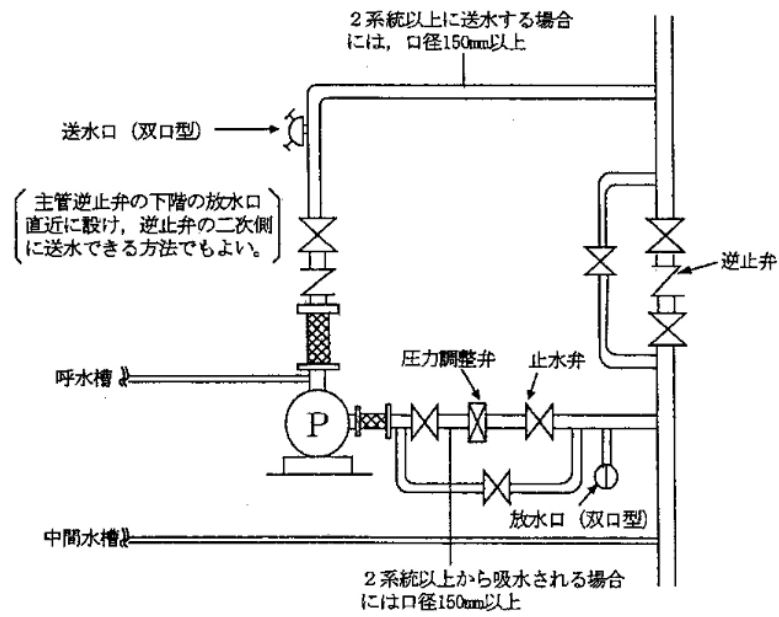 ２系統以上に送水する場合
には，口径150mm以上
送水口（双口型）
主管逆止弁の下階の放水口
直近に設け，逆止弁の二次側
に送水できる方法でもよい。
逆止弁
呼水槽
圧力調整弁
止水弁
P
放水口（双口型）
中間水槽
２系統以上から吸水される場合
には口径150mm以上